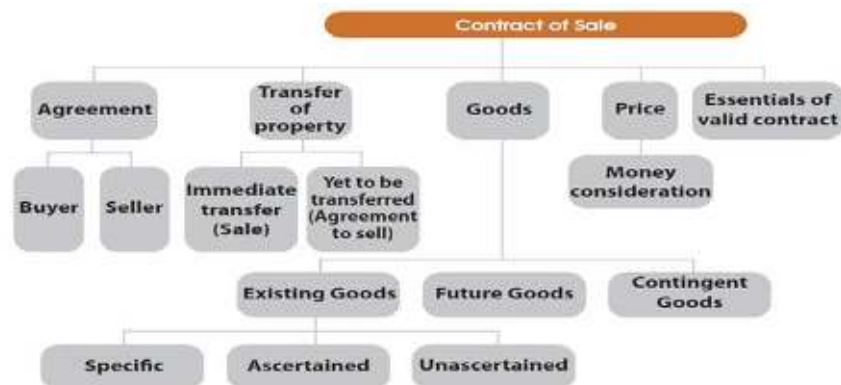 Contract of Sale
Agreement
Transfer
of
property
Goods
Price
Essentials of
valid contract
Buyer
Seller
Immediate
transfer
(Sale)
Yet to be
transferred
(Agreement
to sell)
Money
consideration
Existing Goods
Future Goods
Contingent
Goods
Specific
Ascertained
Unascertained